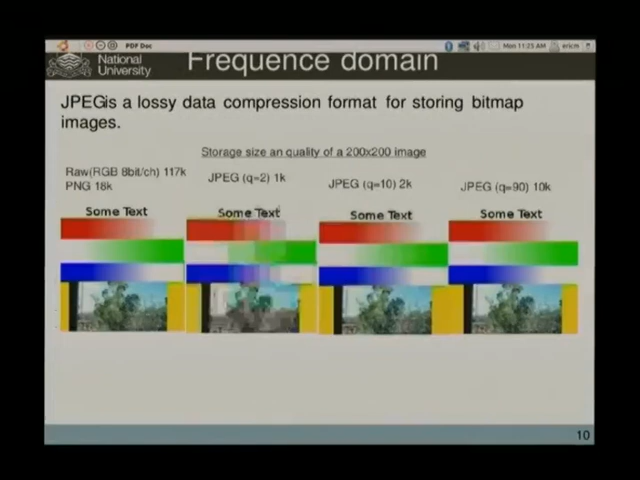 PDF Doc
Mon 11:25 AM
ericm
National
University
Frequence domain
JPEGis a lossy data compression format for storing bitmap
images.
Storage size an quality of a 200x200 image
Raw(RGB 8bit/ch) 117k
PNG 18k
JPEG (q=2) 1k
JPEG (q=10) 2k
JPEG (q=90) 10k
Some Text
Some Text
Some Text
Some Text
10